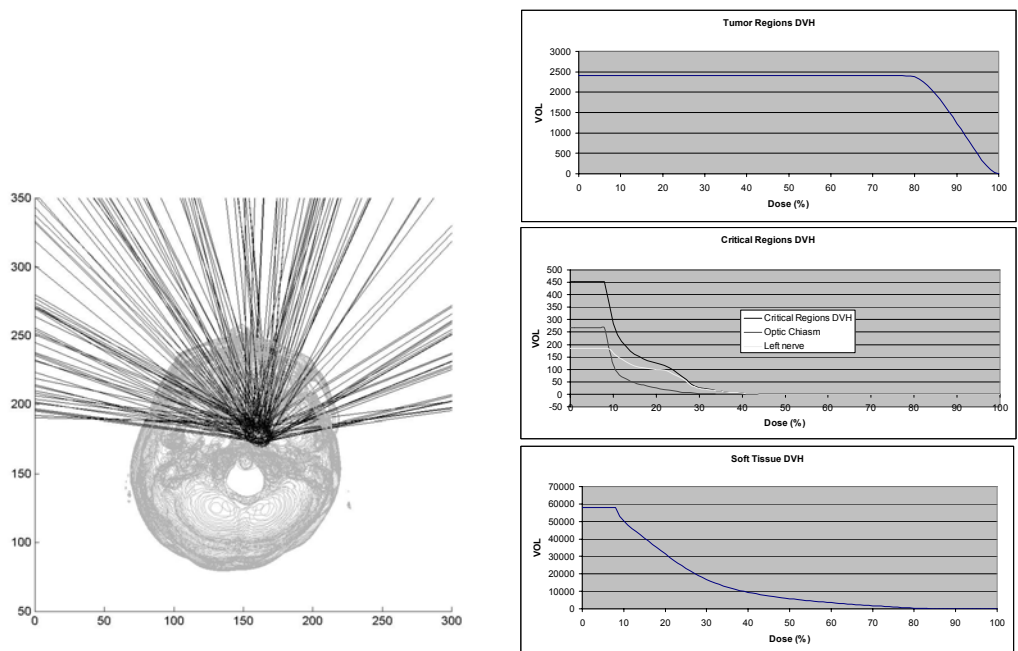 350
300
250
200
150
100
50
0 50 100 150 200 250 300
Tumor Regions DVH
3000
2500
2000
1500
1000
500
0
VOL
0 10 20 30 40 50 60 70 80 90 100
Dose (%)
Critical Regions DVH
500
450
400
350
300
250
200
150
100
50
0
-50
VOL
Critical Regions DVH
Optic Chiasm
Left nerve
0 10 20 30 40 50 60 70 80 90 100
Dose (%)
Soft Tissue DVH
70000
60000
50000
40000
30000
20000
10000
0
VOL
0 10 20 30 40 50 60 70 80 90 100
Dose (%)